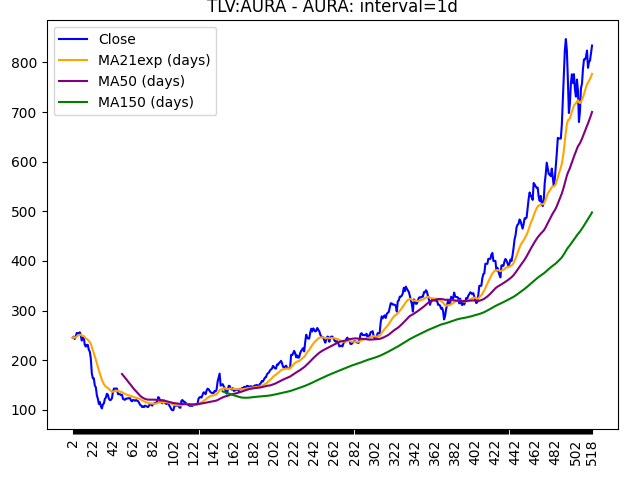 TLV:AURA - AURA: interval=1d
Close
MA21exp (days)
MA50 (days)
MA150 (days)
800
700
600
500
400
300
200
100
2 22 42 62 82 102 122 142 162 182 202 222 242 262 282 302 322 342 362 382 402 422 442 462 482 502 518